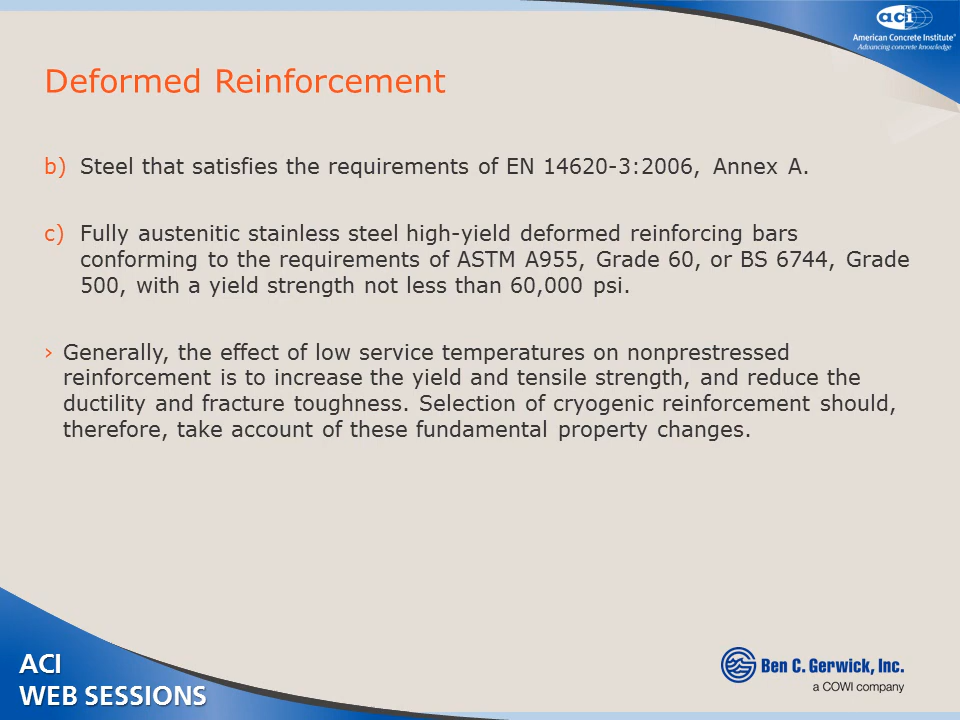 aci
American Concrete Institute®
Advancing concrete knowledge
Deformed Reinforcement
b) Steel that satisfies the requirements of EN 14620-3:2006, Annex A.
c) Fully austenitic stainless steel high-yield deformed reinforcing bars
conforming to the requirements of ASTM A955, Grade 60, or BS 6744, Grade
500, with a yield strength not less than 60,000 psi.
› Generally, the effect of low service temperatures on nonprestressed
reinforcement is to increase the yield and tensile strength, and reduce the
ductility and fracture toughness. Selection of cryogenic reinforcement should,
therefore, take account of these fundamental property changes.
ACI
WEB SESSIONS
Ben C. Gerwick, Inc.
a COWI company